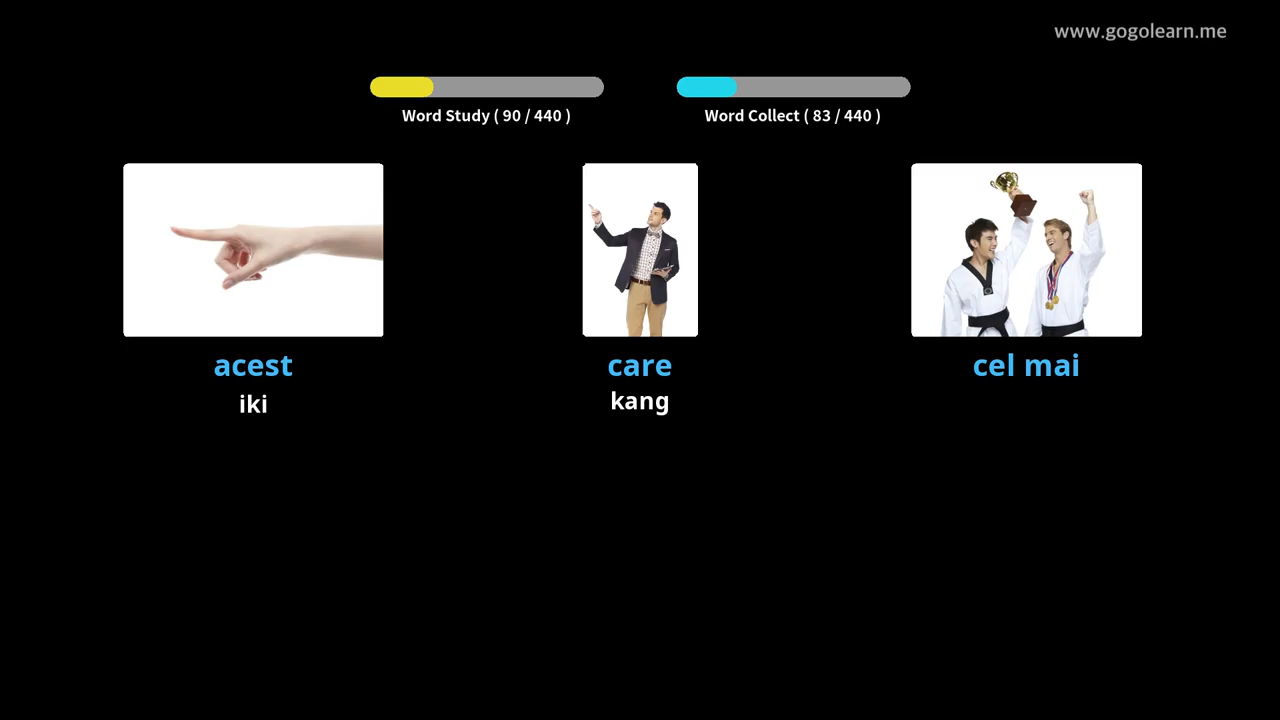 www.gogolearn.me
Word Study ( 90 / 440 )
Word Collect ( 83 / 440 )
acest
care
cel mai
iki
kang